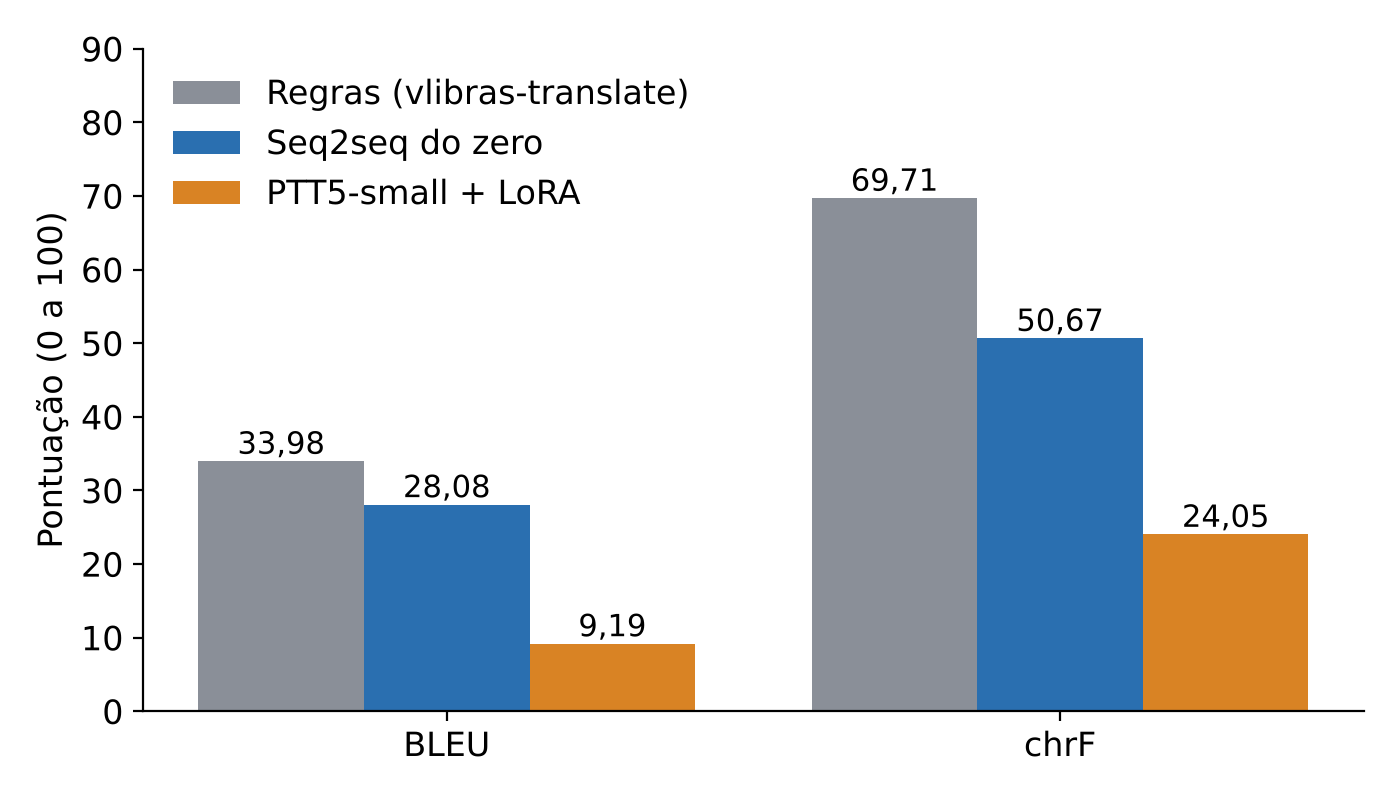 90
80
70
60
50
40
30
20
10
0
Pontuação (0 a 100)
Regras (vlibras-translate)
Seq2seq do zero
PTT5-small + LoRA
33,98
28,08
9,19
69,71
50,67
24,05
BLEU
chrF